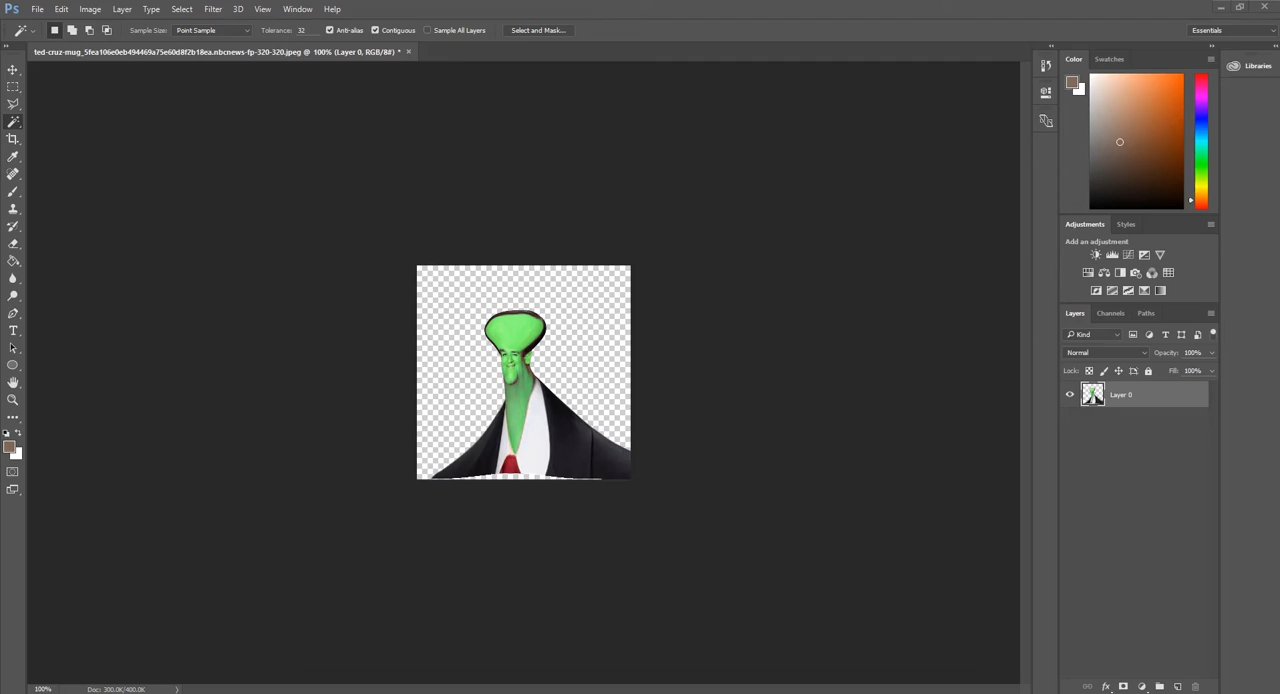 Ps File Edit Image Layer Type Select Filter 3D View Window Help
Sample Size: Point Sample Tolerance: 32 Anti-alias Contiguous Sample All Layers Select and Mask... Essentials
ted-cruz-mug_5fea106e0eb494469a75e60d8f2b18ea.nbcnews-fp-320-320.jpeg @ 100% (Layer 0, RGB/8#) * ×
Color Swatches
Libraries
Adjustments Styles
Add an adjustment
Layers Channels Paths
Kind
Normal Opacity: 100%
Lock: Fill: 100%
Layer 0
T
100% Doc: 300.0K/400.0K
fx